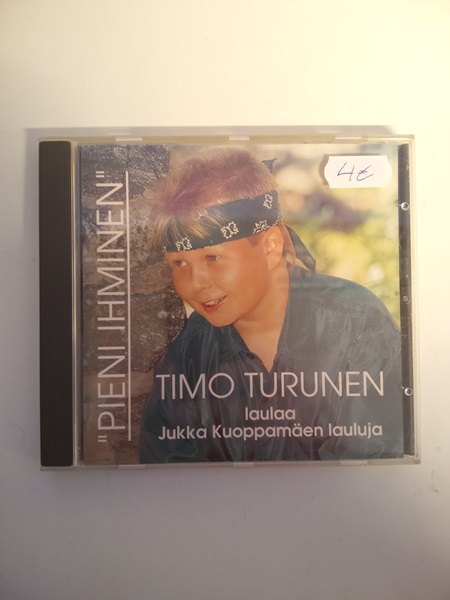 4€
"PIENI IHMINEN"
TIMO TURUNEN
laulaa
Jukka Kuoppamäen lauluja